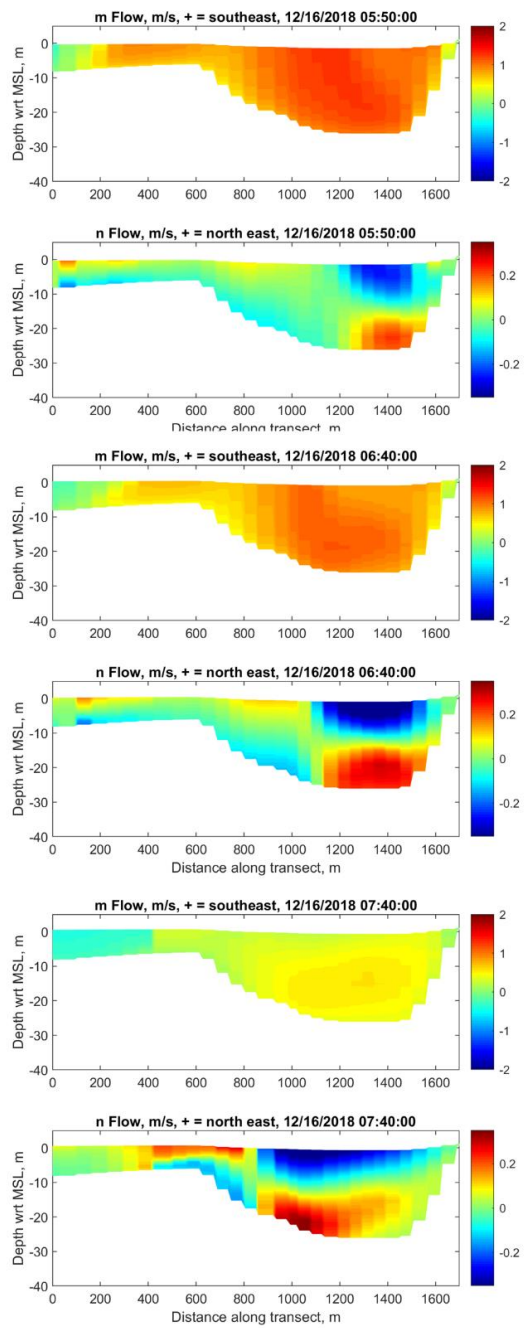 m Flow, m/s, + = southeast, 12/16/2018 05:50:00
Depth wrt MSL, m
0
-10
-20
-30
-40
0 200 400 600 800 1000 1200 1400 1600
2
1
0
-1
-2
n Flow, m/s, + = north east, 12/16/2018 05:50:00
Depth wrt MSL, m
0
-10
-20
-30
-40
0 200 400 600 800 1000 1200 1400 1600
Distance along transect, m
0.2
0
-0.2
m Flow, m/s, + = southeast, 12/16/2018 06:40:00
Depth wrt MSL, m
0
-10
-20
-30
-40
0 200 400 600 800 1000 1200 1400 1600
2
1
0
-1
-2
n Flow, m/s, + = north east, 12/16/2018 06:40:00
Depth wrt MSL, m
0
-10
-20
-30
-40
0 200 400 600 800 1000 1200 1400 1600
Distance along transect, m
0.2
0
-0.2
m Flow, m/s, + = southeast, 12/16/2018 07:40:00
Depth wrt MSL, m
0
-10
-20
-30
-40
0 200 400 600 800 1000 1200 1400 1600
2
1
0
-1
-2
n Flow, m/s, + = north east, 12/16/2018 07:40:00
Depth wrt MSL, m
0
-10
-20
-30
-40
0 200 400 600 800 1000 1200 1400 1600
Distance along transect, m
0.2
0
-0.2